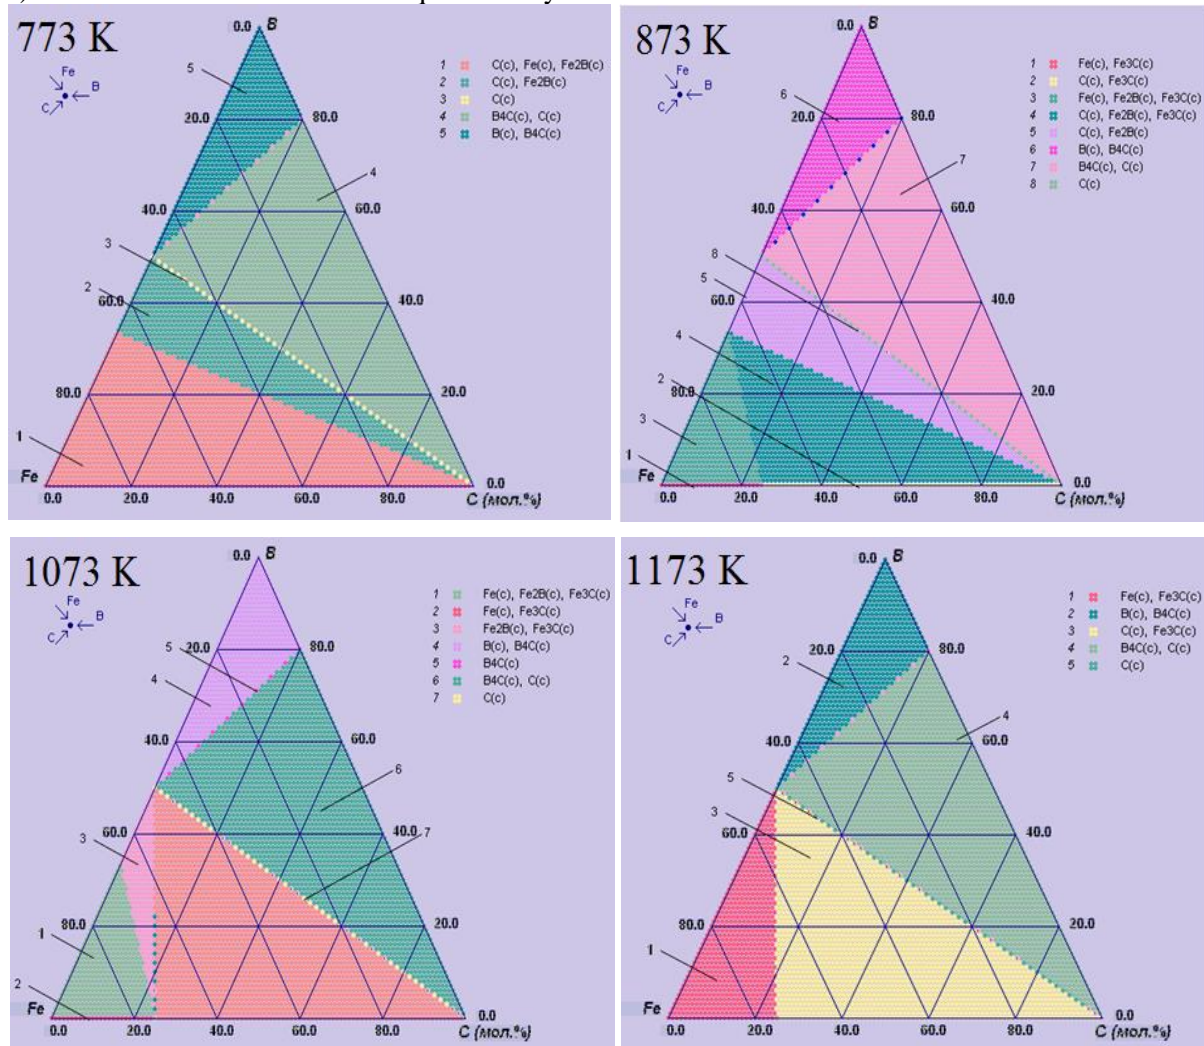 773 K
Fe
B
C
0.0 B
5
20.0 80.0
4
40.0 60.0
3
2
60.0 40.0
80.0 20.0
1
Fe 0.0
0.0 20.0 40.0 60.0 80.0 C (мол.%)
1 C(c), Fe(c), Fe2B(c)
2 C(c), Fe2B(c)
3 C(c)
4 B4C(c), C(c)
5 B(c), B4C(c)
873 K
Fe
B
C
0.0 B
6
20.0 80.0
7
40.0 60.0
8
5
60.0 40.0
4
2
80.0 20.0
3
1
Fe 0.0
0.0 20.0 40.0 60.0 80.0 C (мол.%)
1 Fe(c), Fe3C(c)
2 C(c), Fe3C(c)
3 Fe(c), Fe2B(c), Fe3C(c)
4 C(c), Fe2B(c), Fe3C(c)
5 C(c), Fe2B(c)
6 B(c), B4C(c)
7 B4C(c), C(c)
8 C(c)
1073 K
Fe
B
C
0.0 B
5
20.0 80.0
4
40.0 60.0
6
60.0 40.0 7
3
80.0 20.0
1
2
Fe 0.0
0.0 20.0 40.0 60.0 80.0 C (мол.%)
1 Fe(c), Fe2B(c), Fe3C(c)
2 Fe(c), Fe3C(c)
3 Fe2B(c), Fe3C(c)
4 B(c), B4C(c)
5 B4C(c)
6 B4C(c), C(c)
7 C(c)
1173 K
Fe
B
C
0.0 B
20.0 80.0
2
4
40.0 60.0
5
3
60.0 40.0
80.0 20.0
1
Fe 0.0
0.0 20.0 40.0 60.0 80.0 C (мол.%)
1 Fe(c), Fe3C(c)
2 B(c), B4C(c)
3 C(c), Fe3C(c)
4 B4C(c), C(c)
5 C(c)